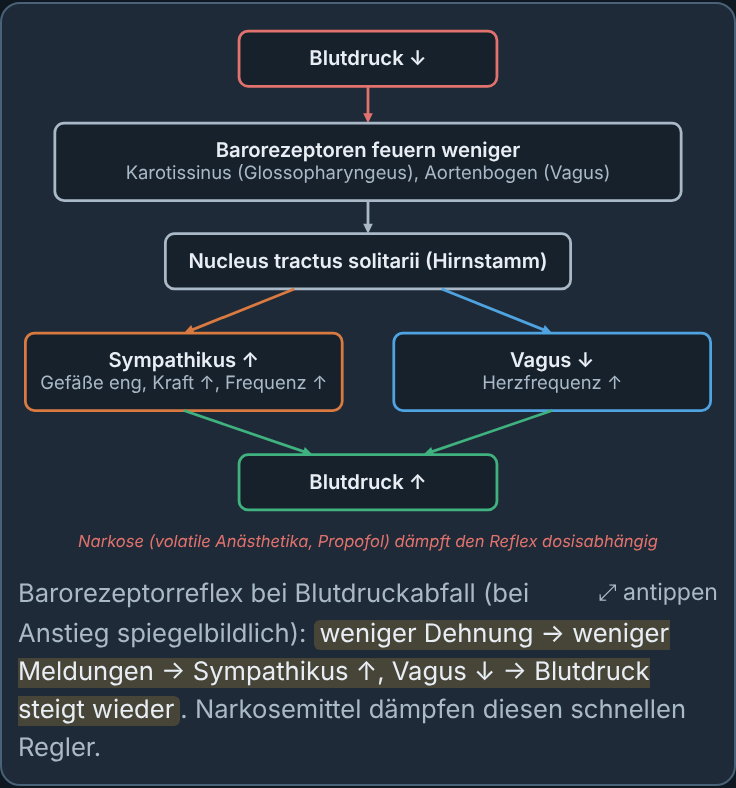 Blutdruck ↓
Barorezeptoren feuern weniger
Karotissinus (Glossopharyngeus), Aortenbogen (Vagus)
Nucleus tractus solitarii (Hirnstamm)
Sympathikus ↑
Gefäße eng, Kraft ↑, Frequenz ↑
Vagus ↓
Herzfrequenz ↑
Blutdruck ↑
Narkose (volatile Anästhetika, Propofol) dämpft den Reflex dosisabhängig
Barorezeptorreflex bei Blutdruckabfall (bei
⤢ antippen
Anstieg spiegelbildlich): weniger Dehnung → weniger
Meldungen → Sympathikus ↑, Vagus ↓ → Blutdruck
steigt wieder. Narkosemittel dämpfen diesen schnellen
Regler.